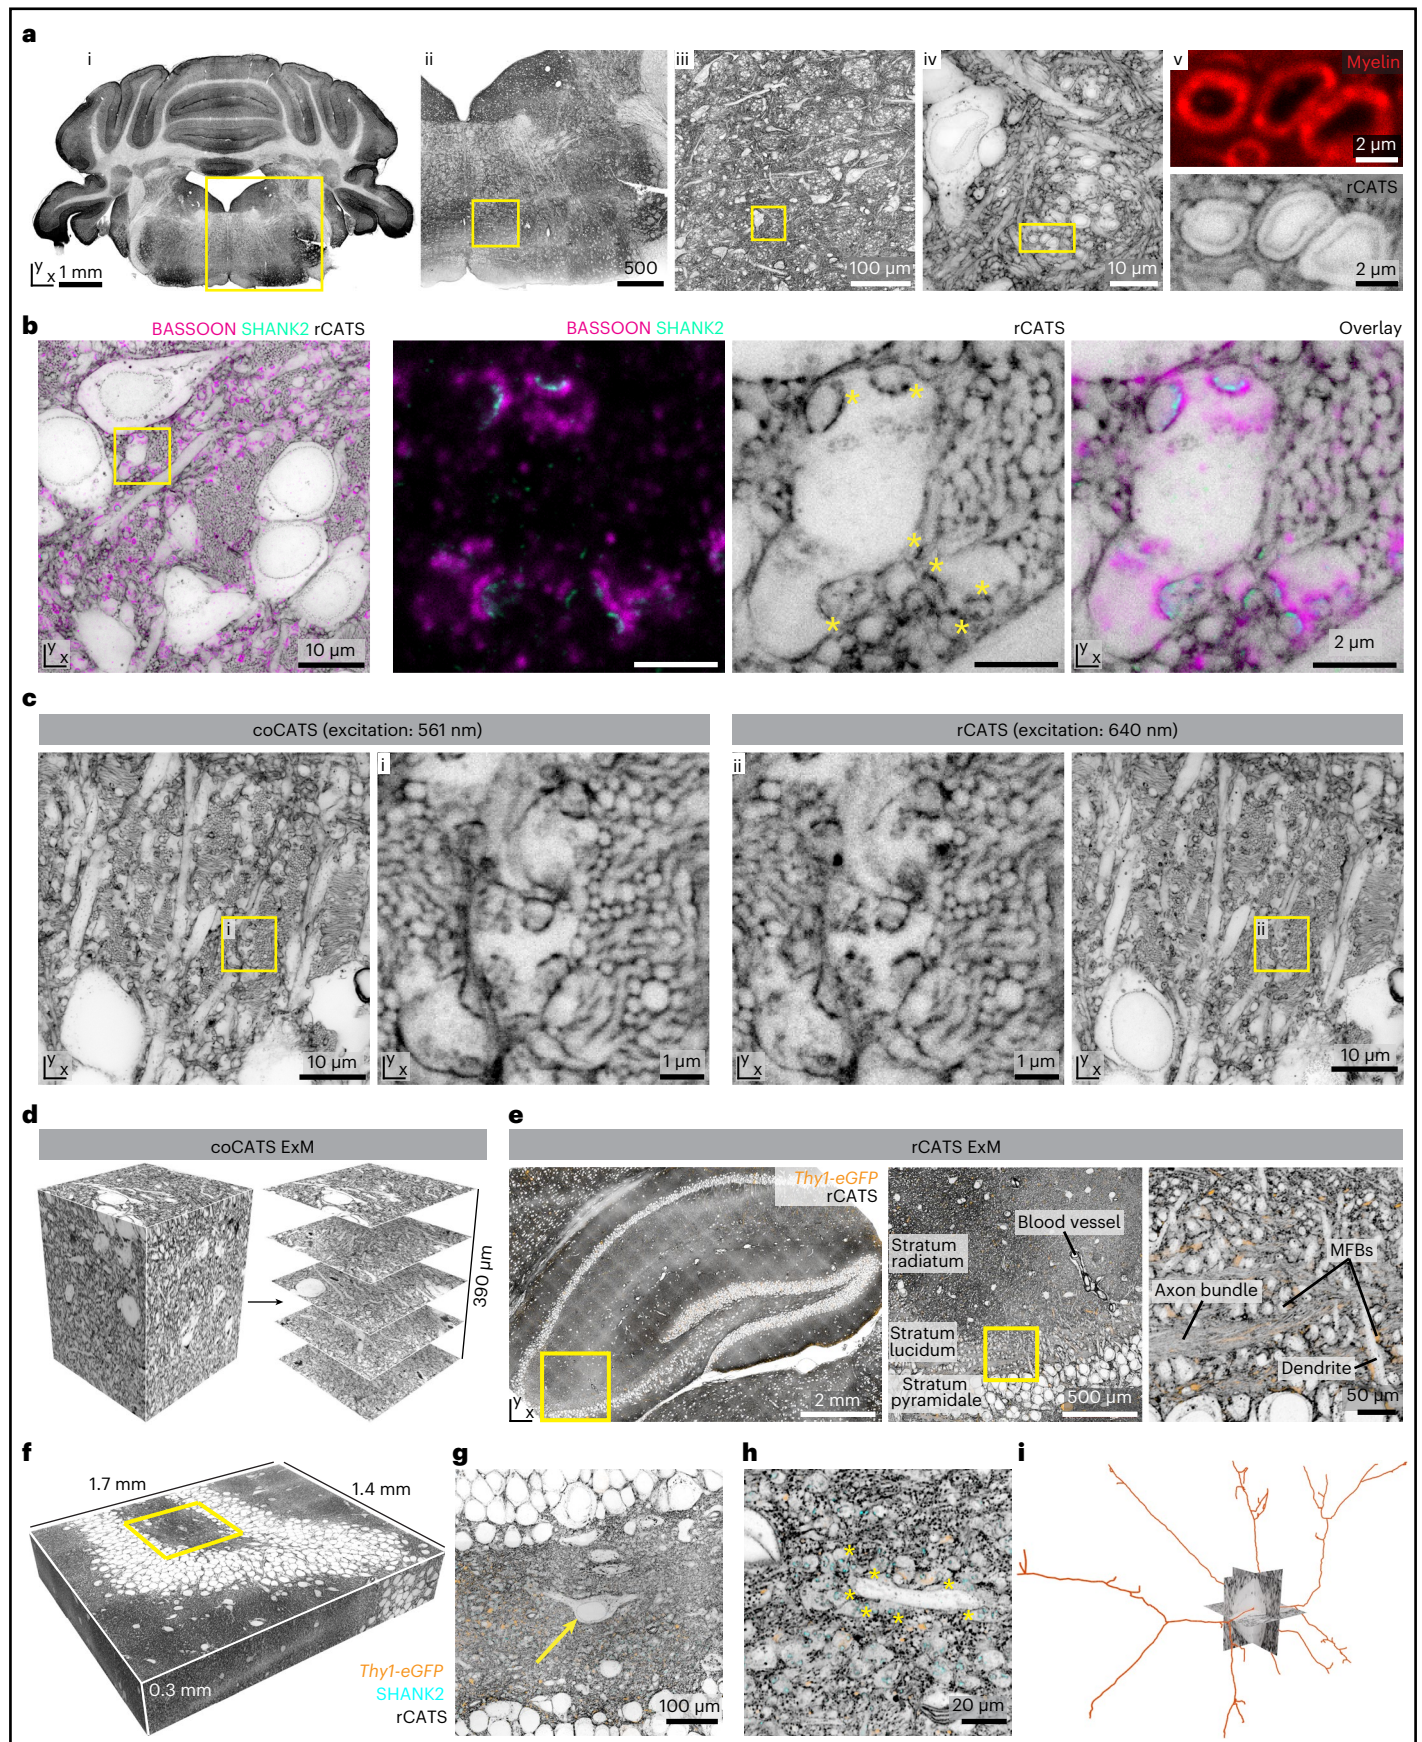 a
i
ii
iii
iv
v
Myelin
2 µm
rCATS
2 µm
y
x
1 mm
500
100 µm
10 µm
b
BASSOON SHANK2 rCATS
BASSOON SHANK2
rCATS
Overlay
*
*
*
*
*
*
*
y
x
10 µm
y
x
2 µm
c
coCATS (excitation: 561 nm)
rCATS (excitation: 640 nm)
i
i
ii
ii
y
x
10 µm
y
x
1 µm
y
x
1 µm
y
x
10 µm
d
coCATS ExM
390 µm
e
rCATS ExM
Thy1-eGFP
rCATS
y
x
2 mm
Blood vessel
Stratum
radiatum
Stratum
lucidum
Stratum
pyramidale
500 µm
MFBs
Axon bundle
Dendrite
50 µm
f
1.7 mm
1.4 mm
0.3 mm
Thy1-eGFP
SHANK2
rCATS
g
100 µm
h
*
*
*
*
*
*
*
20 µm
i